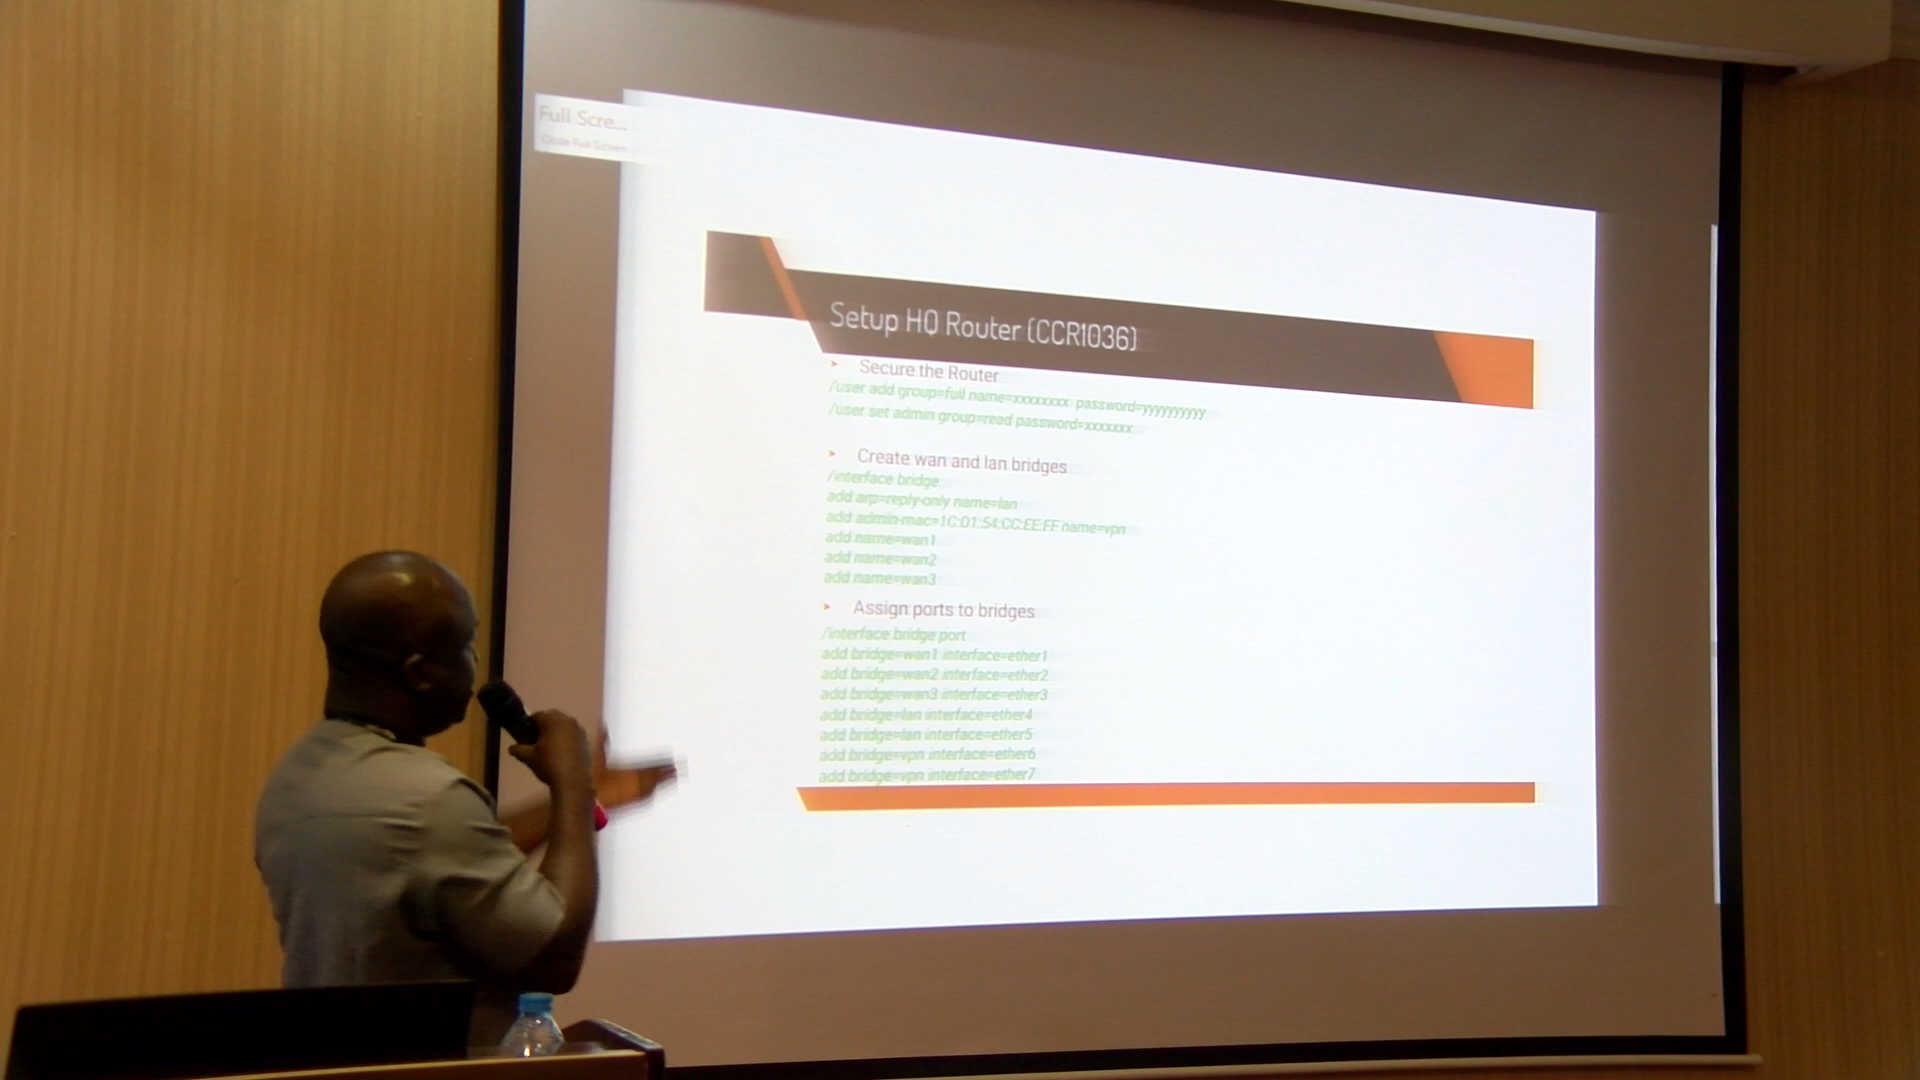 Full Scre...
Close Full Screen
Setup HQ Router (CCR1036)
➤ Secure the Router
/user add group=full name=xxxxxxxx password=yyyyyyyyyy
/user set admin group=read password=xxxxxxx
➤ Create wan and lan bridges
/interface bridge
add arp=reply-only name=lan
add admin-mac=1C:D1:54:CC:EE:FF name=vpn
add name=wan1
add name=wan2
add name=wan3
➤ Assign ports to bridges
/interface bridge port
add bridge=wan1 interface=ether1
add bridge=wan2 interface=ether2
add bridge=wan3 interface=ether3
add bridge=lan interface=ether4
add bridge=lan interface=ether5
add bridge=vpn interface=ether6
add bridge=vpn interface=ether7